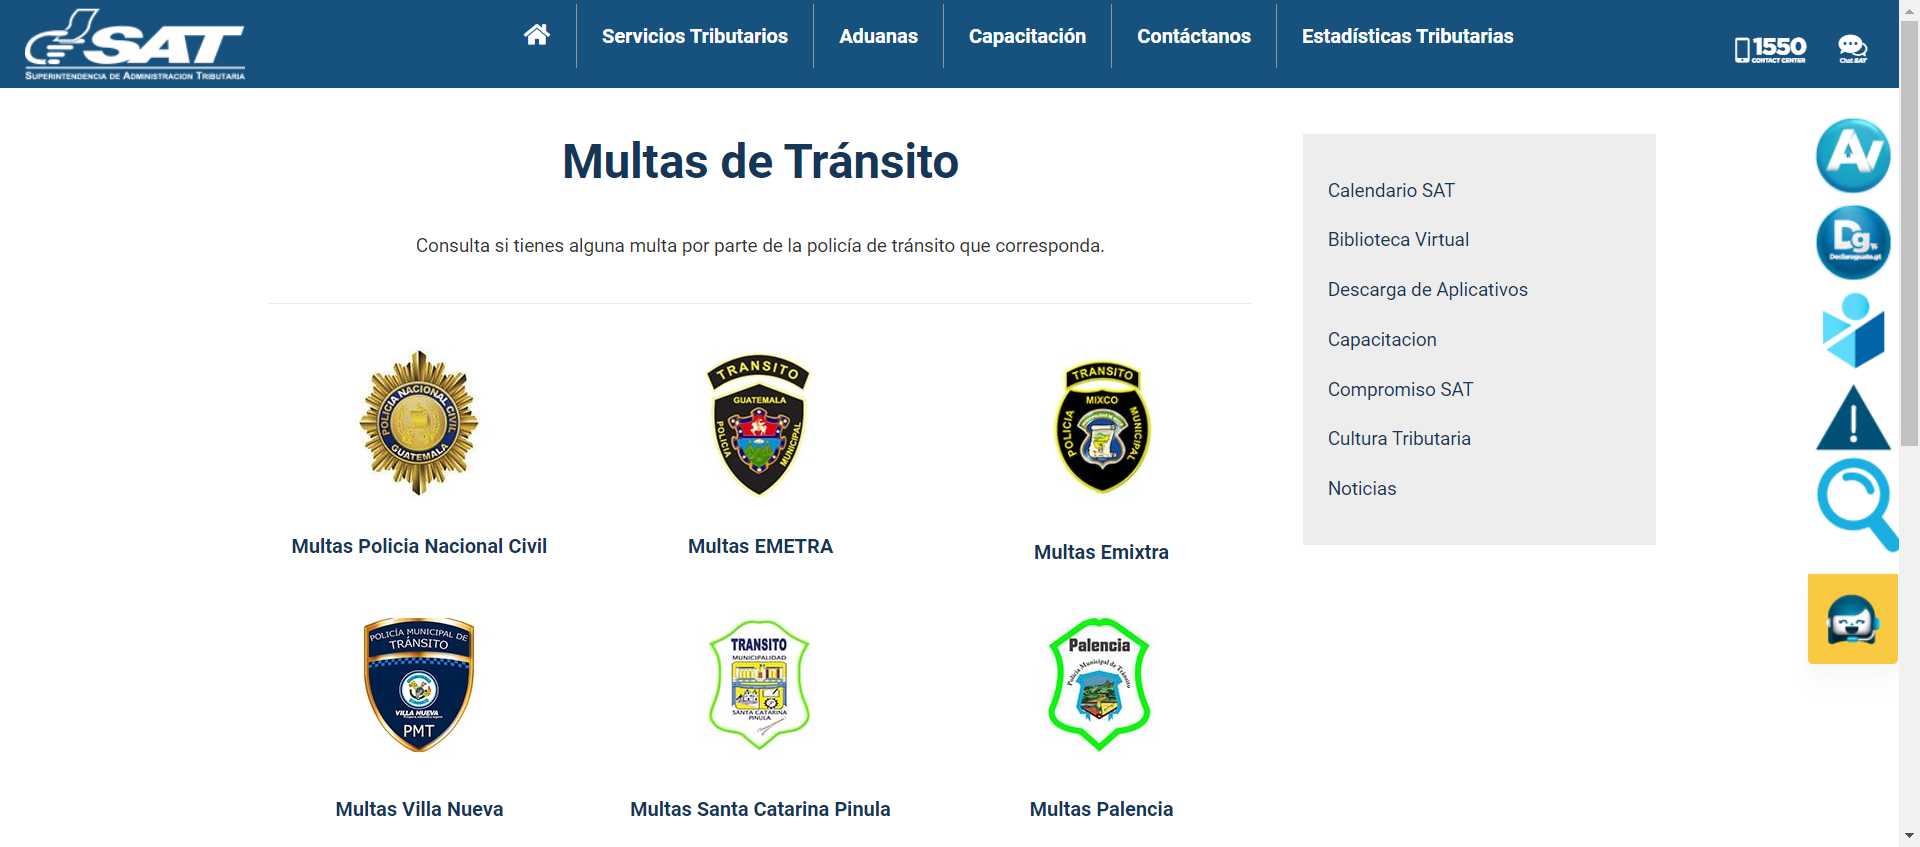 SAT
SUPERINTENDENCIA DE ADMINISTRACION TRIBUTARIA
Servicios Tributarios
Aduanas
Capacitación
Contáctanos
Estadísticas Tributarias
1550
CONTACT CENTER
Chat SAT
Multas de Tránsito
Consulta si tienes alguna multa por parte de la policía de tránsito que corresponda.
Calendario SAT
Biblioteca Virtual
Descarga de Aplicativos
Capacitacion
Compromiso SAT
Cultura Tributaria
Noticias
AV
Dg
Declaraguate.gt
POLICIA NACIONAL CIVIL
GUATEMALA
Multas Policia Nacional Civil
TRANSITO
GUATEMALA
POLICIA
MUNICIPAL
Multas EMETRA
TRANSITO
MIXCO
POLICIA
MUNICIPAL
Multas Emixtra
POLICÍA MUNICIPAL DE
TRÁNSITO
VILLA NUEVA
PMT
Multas Villa Nueva
TRANSITO
MUNICIPALIDAD
SANTA CATARINA
PINULA
Multas Santa Catarina Pinula
Palencia
Policía Municipal de Tránsito
Multas Palencia